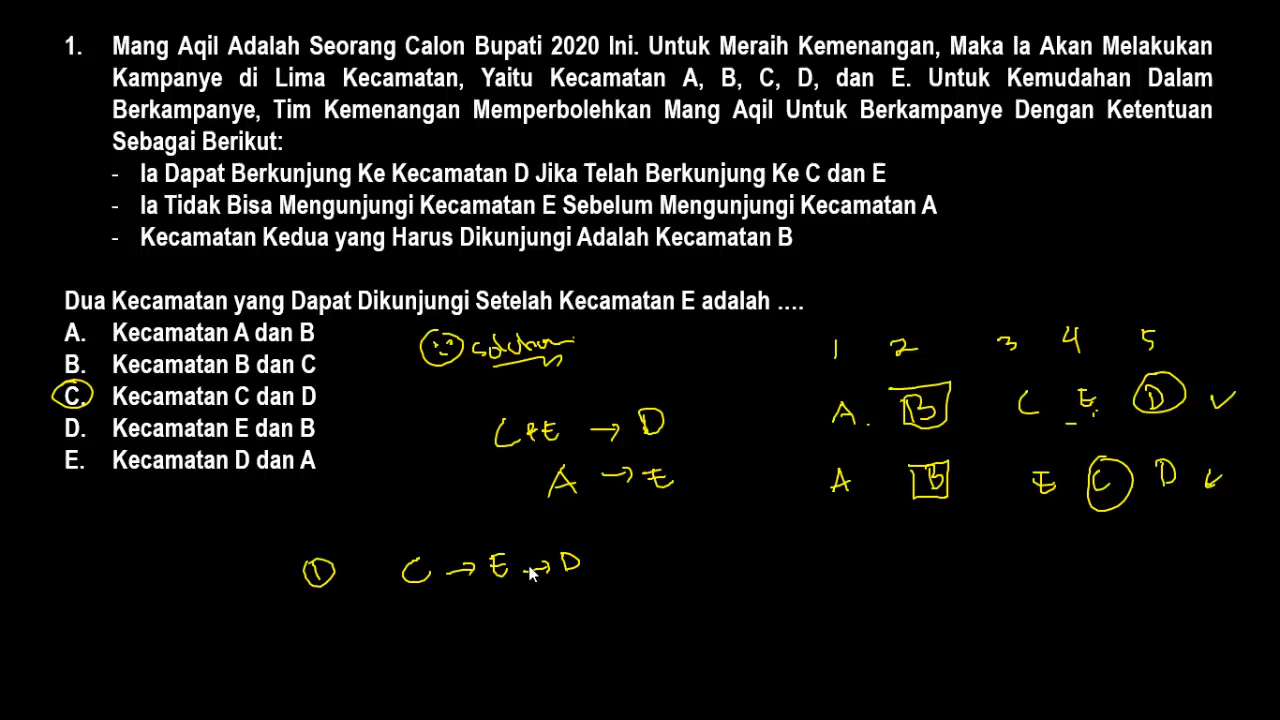 1. Mang Aqil Adalah Seorang Calon Bupati 2020 Ini. Untuk Meraih Kemenangan, Maka Ia Akan Melakukan
Kampanye di Lima Kecamatan, Yaitu Kecamatan A, B, C, D, dan E. Untuk Kemudahan Dalam
Berkampanye, Tim Kemenangan Memperbolehkan Mang Aqil Untuk Berkampanye Dengan Ketentuan
Sebagai Berikut:
- Ia Dapat Berkunjung Ke Kecamatan D Jika Telah Berkunjung Ke C dan E
- Ia Tidak Bisa Mengunjungi Kecamatan E Sebelum Mengunjungi Kecamatan A
- Kecamatan Kedua yang Harus Dikunjungi Adalah Kecamatan B
Dua Kecamatan yang Dapat Dikunjungi Setelah Kecamatan E adalah ....
A. Kecamatan A dan B
B. Kecamatan B dan C
C. Kecamatan C dan D
D. Kecamatan E dan B
E. Kecamatan D dan A
solution
C & E → D
A → E
1 2 3 4 5
A. B C E D ✓
A B E C D ✓
1 C → E → D